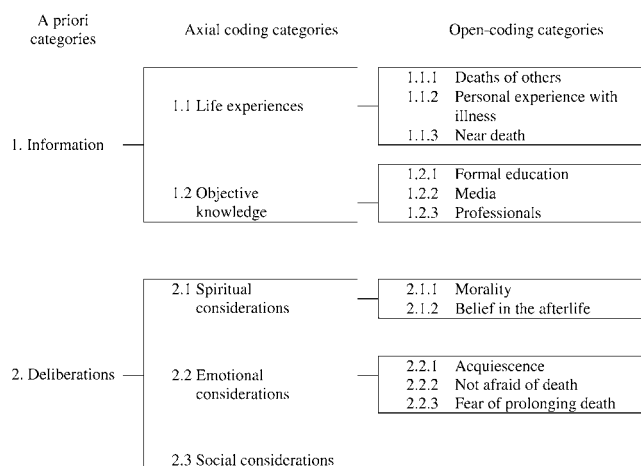 A priori
categories
Axial coding categories
Open-coding categories
1. Information
1.1 Life experiences
1.1.1 Deaths of others
1.1.2 Personal experience with
illness
1.1.3 Near death
1.2 Objective
knowledge
1.2.1 Formal education
1.2.2 Media
1.2.3 Professionals
2. Deliberations
2.1 Spiritual
considerations
2.1.1 Morality
2.1.2 Belief in the afterlife
2.2 Emotional
considerations
2.2.1 Acquiescence
2.2.2 Not afraid of death
2.2.3 Fear of prolonging death
2.3 Social considerations